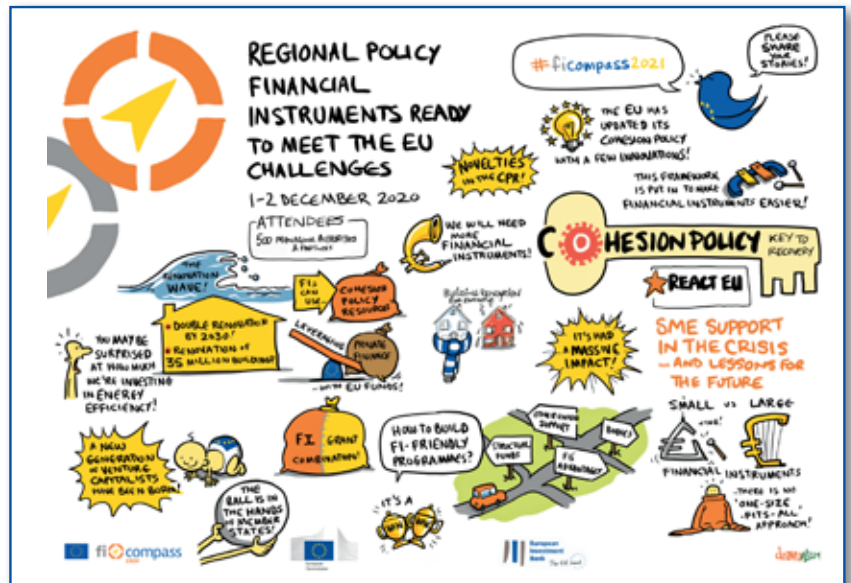 REGIONAL POLICY
FINANCIAL
INSTRUMENTS READY
TO MEET THE EU
CHALLENGES
1-2 DECEMBER 2020
ATTENDEES
500
#ficompass2021
PLEASE
SHARE
YOUR
STORIES!
THE EU HAS
UPDATED ITS
COHESION POLICY
WITH A FEW INNOVATIONS!
NOVELTIES
IN THE CPR!
THIS FRAMEWORK
IS PUT IN TO MAKE
FINANCIAL INSTRUMENTS EASIER!
WE WILL NEED
MORE
FINANCIAL
INSTRUMENTS!
COHESION POLICY
KEY TO
RECOVERY
REACT EU
THE
RENOVATION
WAVE!
• DOUBLE RENOVATION
BY 2030!
• RENOVATION OF
35 MILLION BUILDINGS!
FI's
CAN
USE...
COHESION
POLICY
RESOURCES
LEVERAGING
PRIVATE
FINANCE
...WITH EU FUNDS!
YOU MAY BE
SURPRISED
AT HOW MUCH
WE'RE INVESTING
IN ENERGY
EFFICIENCY!
IT'S HAD
A MASSIVE
IMPACT!
SME SUPPORT
IN THE CRISIS
... AND LESSONS FOR
THE FUTURE
SMALL vs LARGE
FINANCIAL INSTRUMENTS
...THERE IS NO
'ONE-SIZE
-FITS-ALL
APPROACH!
A NEW
GENERATION
OF VENTURE
CAPITALISTS
HAVE BEEN BORN!
THE
BALL IS IN
THE HANDS
OF MEMBER
STATES!
FI GRANT
COMBINATION!
HOW TO BUILD
FI-FRIENDLY
PROGRAMMES?
STRUCTURAL
FUNDS
IT'S A
WIN
fi compass
European
Commission
European
Investment
Bank